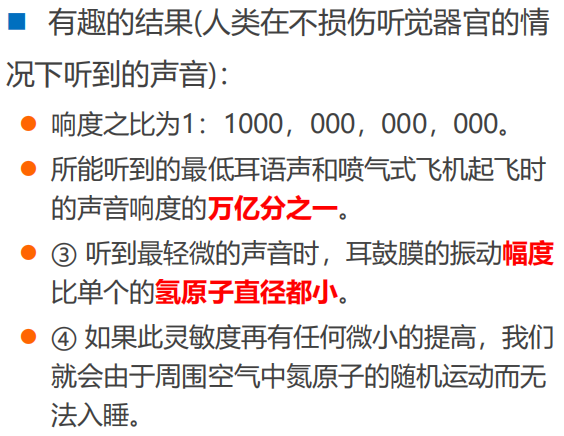 有趣的结果(人类在不损伤听觉器官的情
况下听到的声音)：
响度之比为1：1000，000，000，000。
所能听到的最低耳语声和喷气式飞机起飞时
的声音响度的万亿分之一。
③ 听到最轻微的声音时，耳鼓膜的振动幅度
比单个的氢原子直径都小。
④ 如果此灵敏度再有任何微小的提高，我们
就会由于周围空气中氮原子的随机运动而无
法入睡。